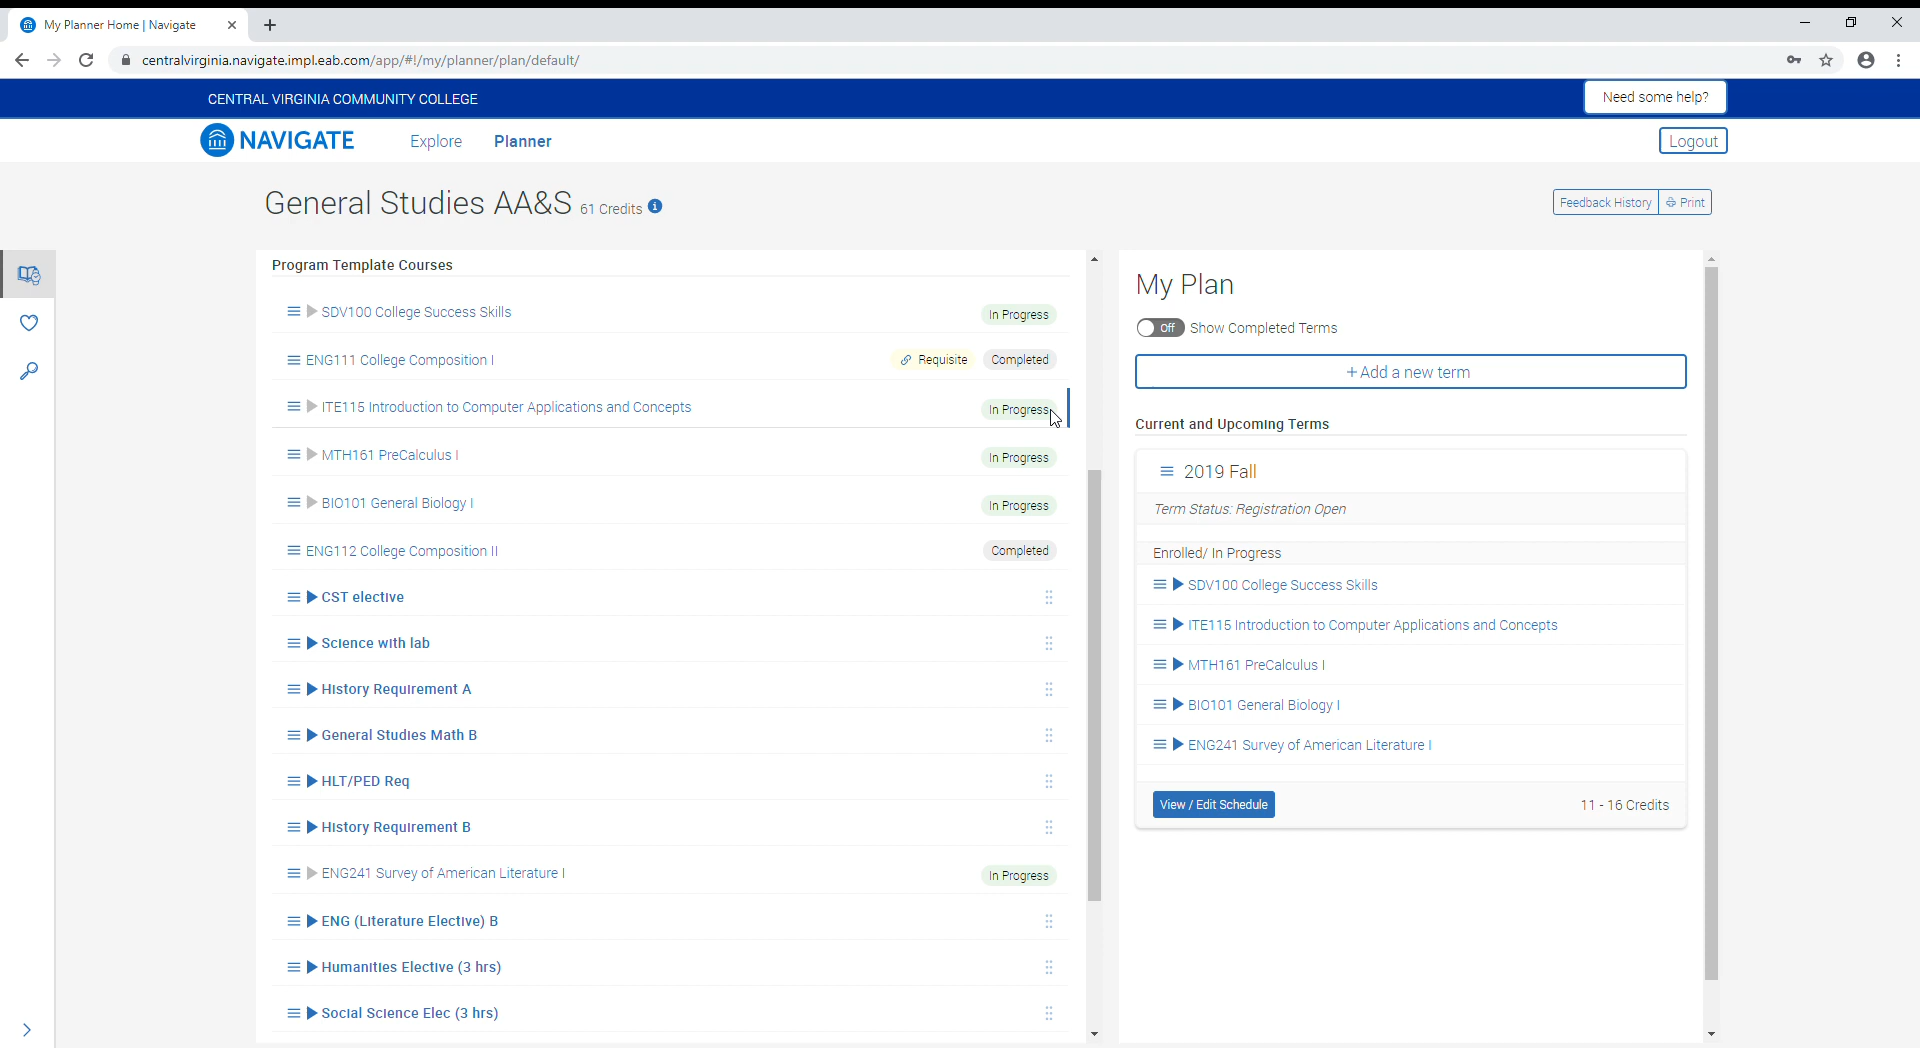 My Planner Home | Navigate
centralvirginia.navigate.impl.eab.com/app/#!/my/planner/plan/default/
CENTRAL VIRGINIA COMMUNITY COLLEGE
Need some help?
NAVIGATE
Explore
Planner
Logout
General Studies AA&S 61 Credits
Feedback History
Print
Program Template Courses
SDV100 College Success Skills
In Progress
ENG111 College Composition I
Requisite
Completed
ITE115 Introduction to Computer Applications and Concepts
In Progress
MTH161 PreCalculus I
In Progress
BIO101 General Biology I
In Progress
ENG112 College Composition II
Completed
CST elective
Science with lab
History Requirement A
General Studies Math B
HLT/PED Req
History Requirement B
ENG241 Survey of American Literature I
In Progress
ENG (Literature Elective) B
Humanities Elective (3 hrs)
Social Science Elec (3 hrs)
My Plan
Off
Show Completed Terms
+ Add a new term
Current and Upcoming Terms
2019 Fall
Term Status: Registration Open
Enrolled/ In Progress
SDV100 College Success Skills
ITE115 Introduction to Computer Applications and Concepts
MTH161 PreCalculus I
BIO101 General Biology I
ENG241 Survey of American Literature I
View / Edit Schedule
11 - 16 Credits